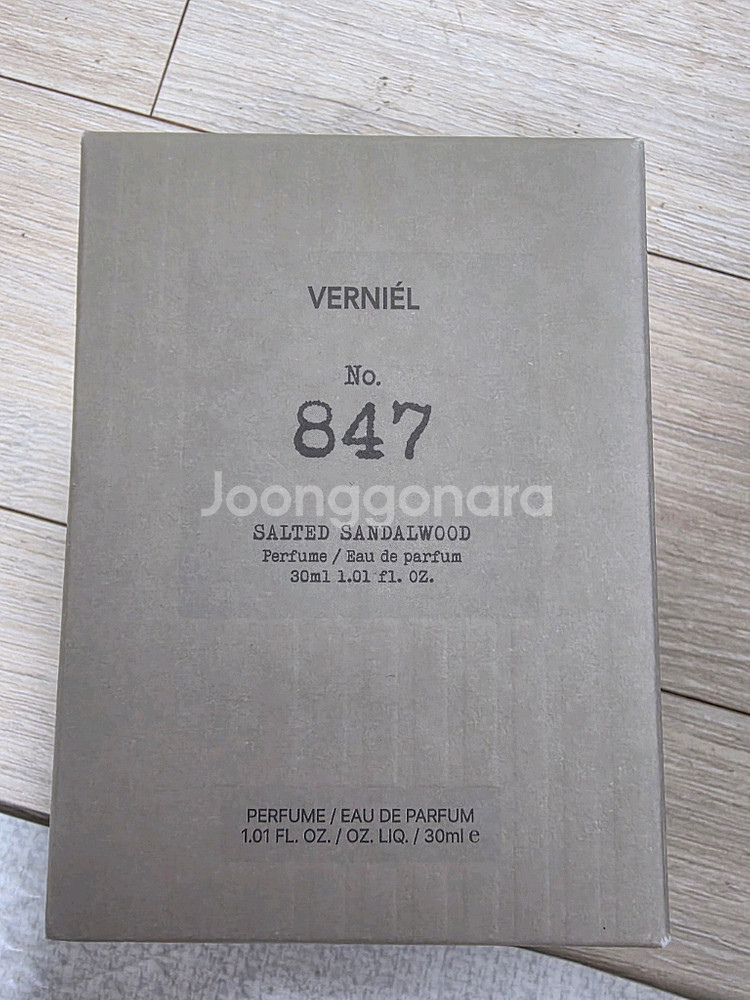 VERNIÉL
No.
847
Joonggonara
SALTED SANDALWOOD
Perfume / Eau de parfum
30ml 1.01 fl. OZ.
PERFUME / EAU DE PARFUM
1.01 FL. OZ. / OZ. LIQ. / 30ml ℮